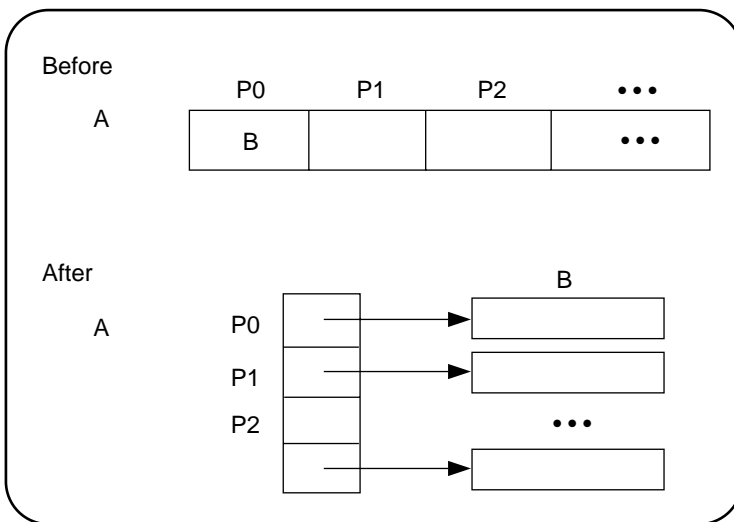 Before
P0 P1 P2 •••
A
B •••
After
B
A P0
P1
P2 •••